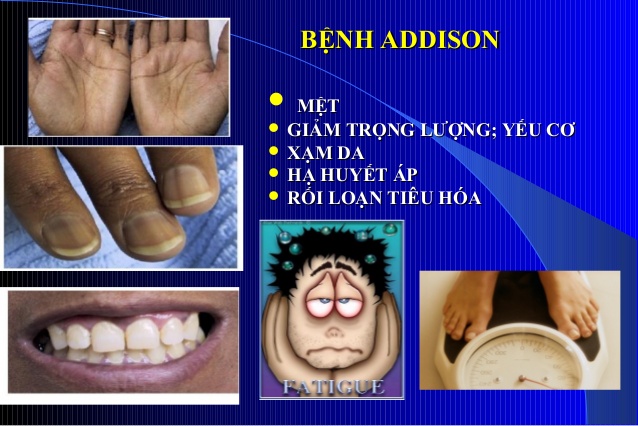 BỆNH ADDISON
MỆT
GIẢM TRỌNG LƯỢNG; YẾU CƠ
XẠM DA
HẠ HUYẾT ÁP
RỐI LOẠN TIÊU HÓA
FATIGUE